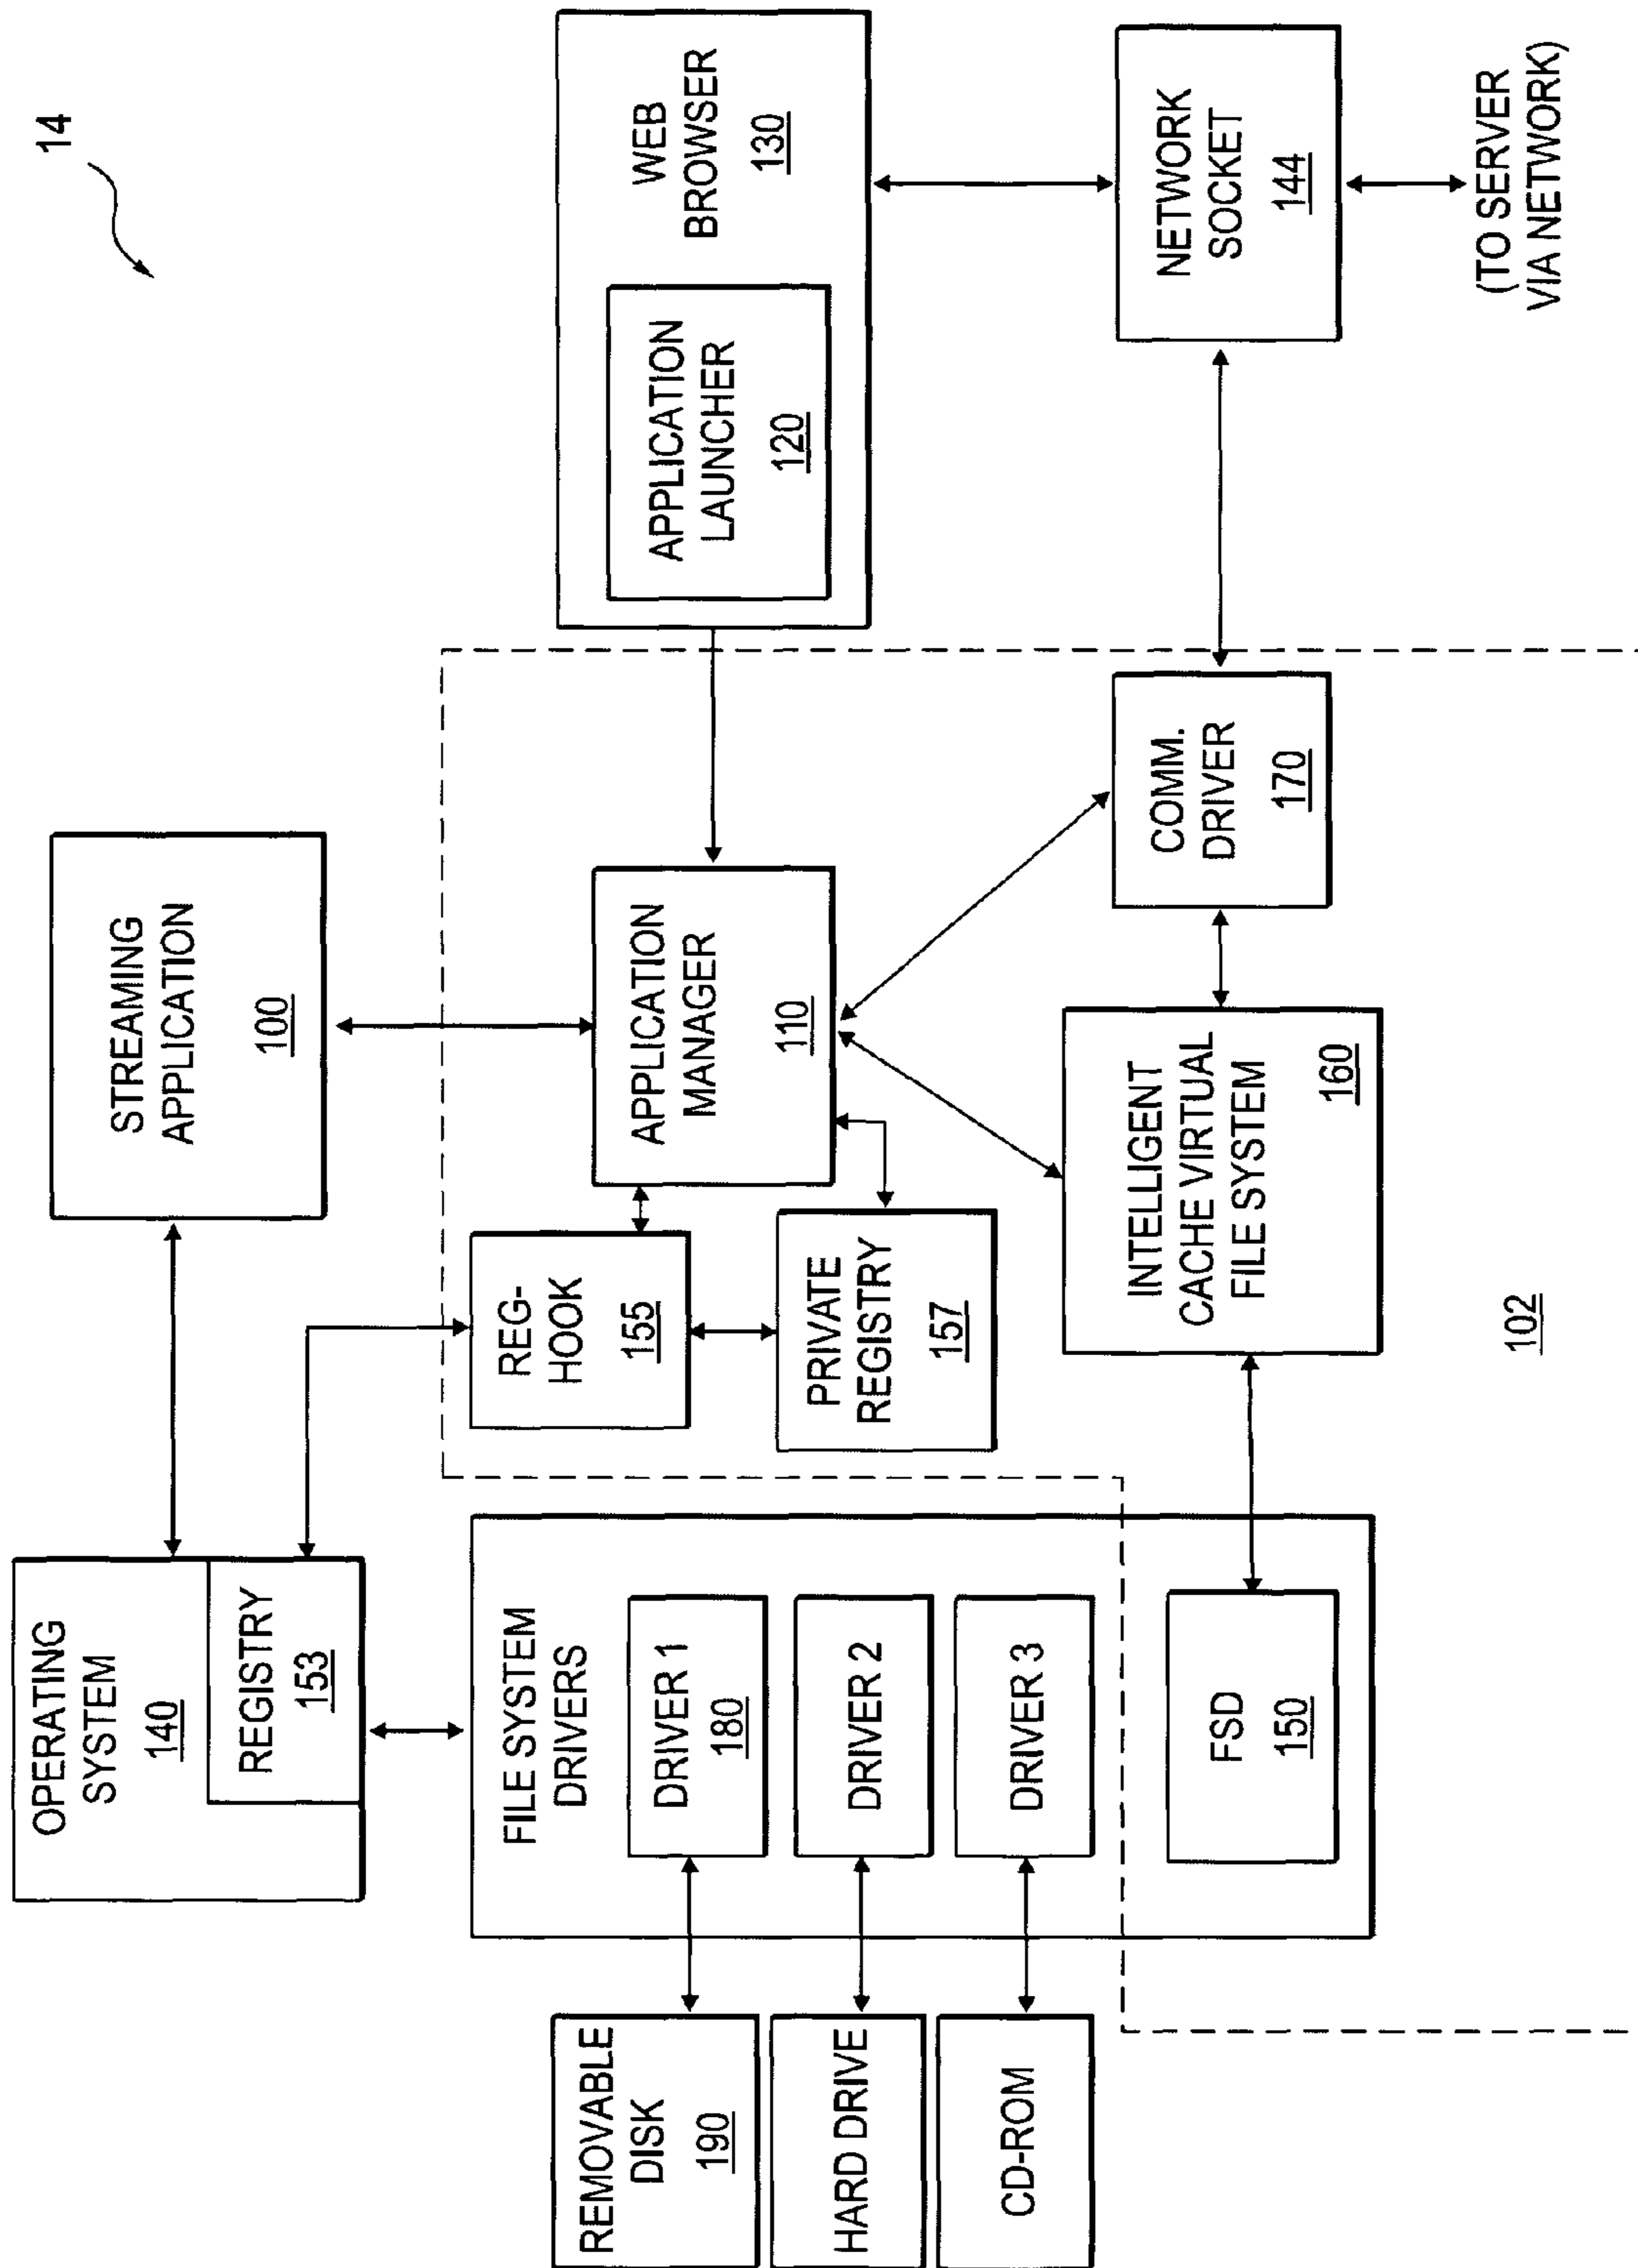 14
OPERATING
SYSTEM
140
REGISTRY
153
STREAMING
APPLICATION
100
WEB
BROWSER
130
APPLICATION
LAUNCHER
120
APPLICATION
MANAGER
110
REG-
HOOK
155
PRIVATE
REGISTRY
157
FILE SYSTEM
DRIVERS
DRIVER 1
180
DRIVER 2
DRIVER 3
FSD
150
REMOVABLE
DISK
190
HARD DRIVE
CD-ROM
INTELLIGENT
CACHE VIRTUAL
FILE SYSTEM
160
COMM.
DRIVER
170
NETWORK
SOCKET
144
(TO SERVER
VIA NETWORK)
102